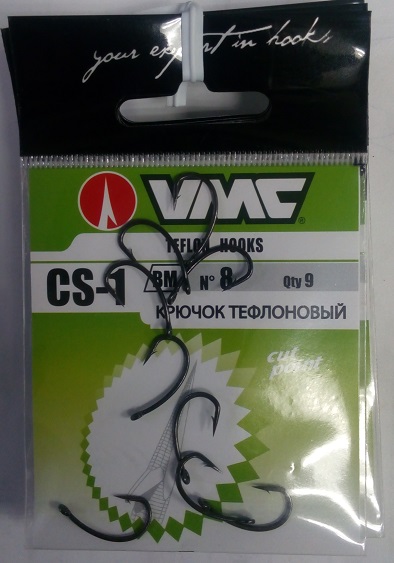 your expert in hooks
VMC®
TEFLON HOOKS
CS-1 BM N° 8 Qty 9
КРЮЧОК ТЕФЛОНОВЫЙ
cut
point